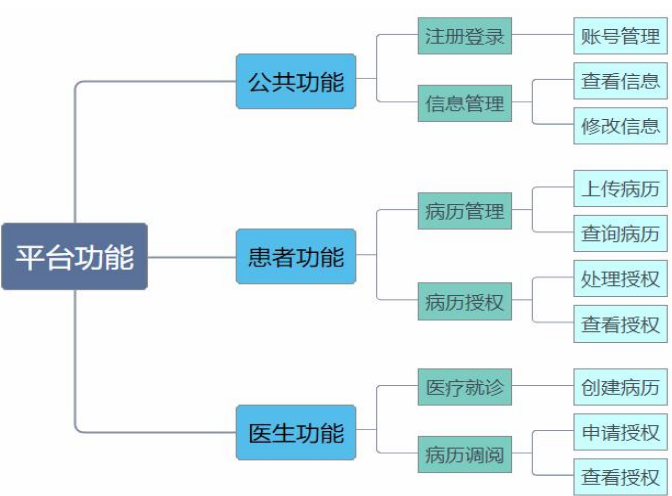 平台功能
公共功能
注册登录
账号管理
信息管理
查看信息
修改信息
患者功能
病历管理
上传病历
查询病历
病历授权
处理授权
查看授权
医生功能
医疗就诊
创建病历
病历调阅
申请授权
查看授权